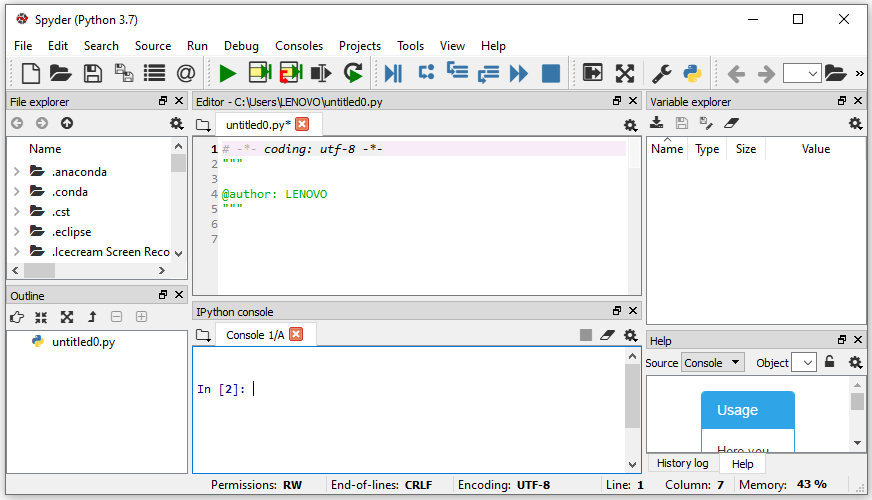 Spyder (Python 3.7)
File Edit Search Source Run Debug Consoles Projects Tools View Help
File explorer
Name
.anaconda
.conda
.cst
.eclipse
.Icecream Screen Reco
Outline
untitled0.py
Editor - C:\Users\LENOVO\untitled0.py
untitled0.py*
1 # -*- coding: utf-8 -*-
2 """
3
4 @author: LENOVO
5 """
6
7
IPython console
Console 1/A
In [2]:
Variable explorer
Name Type Size Value
Help
Source Console Object
Usage
Here you
History log Help
Permissions: RW End-of-lines: CRLF Encoding: UTF-8 Line: 1 Column: 7 Memory: 43 %